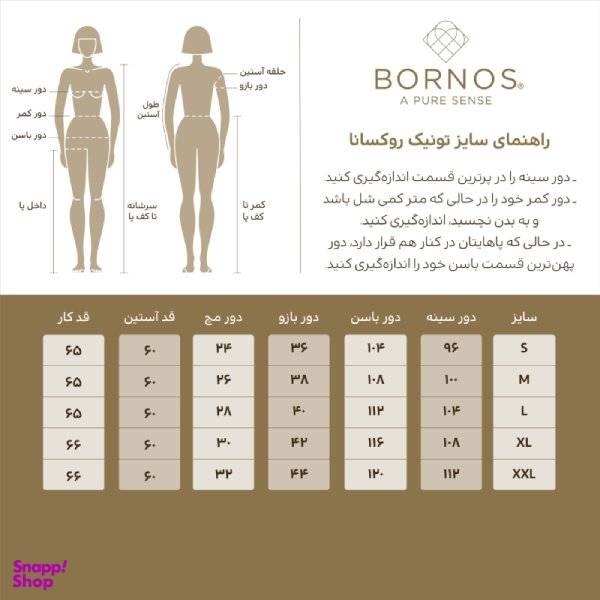 BORNOS®
A PURE SENSE
راهنمای سایز تونیک روکسانا
ـ دور سینه را در پرترین قسمت اندازه‌گیری کنید.
ـ دور کمر خود را در حالی که متر کمی شل باشد
و به بدن نچسبد، اندازه‌گیری کنید.
ـ در حالی که پاهایتان در کنار هم قرار دارد، دور
پهن‌ترین قسمت باسن خود را اندازه‌گیری کنید.
حلقه آستین
دور بازو
طول
آستین
دور سینه
دور کمر
دور باسن
کمر تا
کف پا
سرشانه
تا کف پا
داخل پا
سایز دور سینه دور باسن دور بازو دور مچ قد آستین قد کار
S ۹۶ ۱۰۴ ۳۶ ۲۴ ۶۰ ۶۵
M ۱۰۰ ۱۰۸ ۳۸ ۲۶ ۶۰ ۶۵
L ۱۰۴ ۱۱۲ ۴۰ ۲۸ ۶۰ ۶۵
XL ۱۰۸ ۱۱۶ ۴۲ ۳۰ ۶۰ ۶۶
XXL ۱۱۲ ۱۲۰ ۴۴ ۳۲ ۶۰ ۶۶
Snapp!
Shop